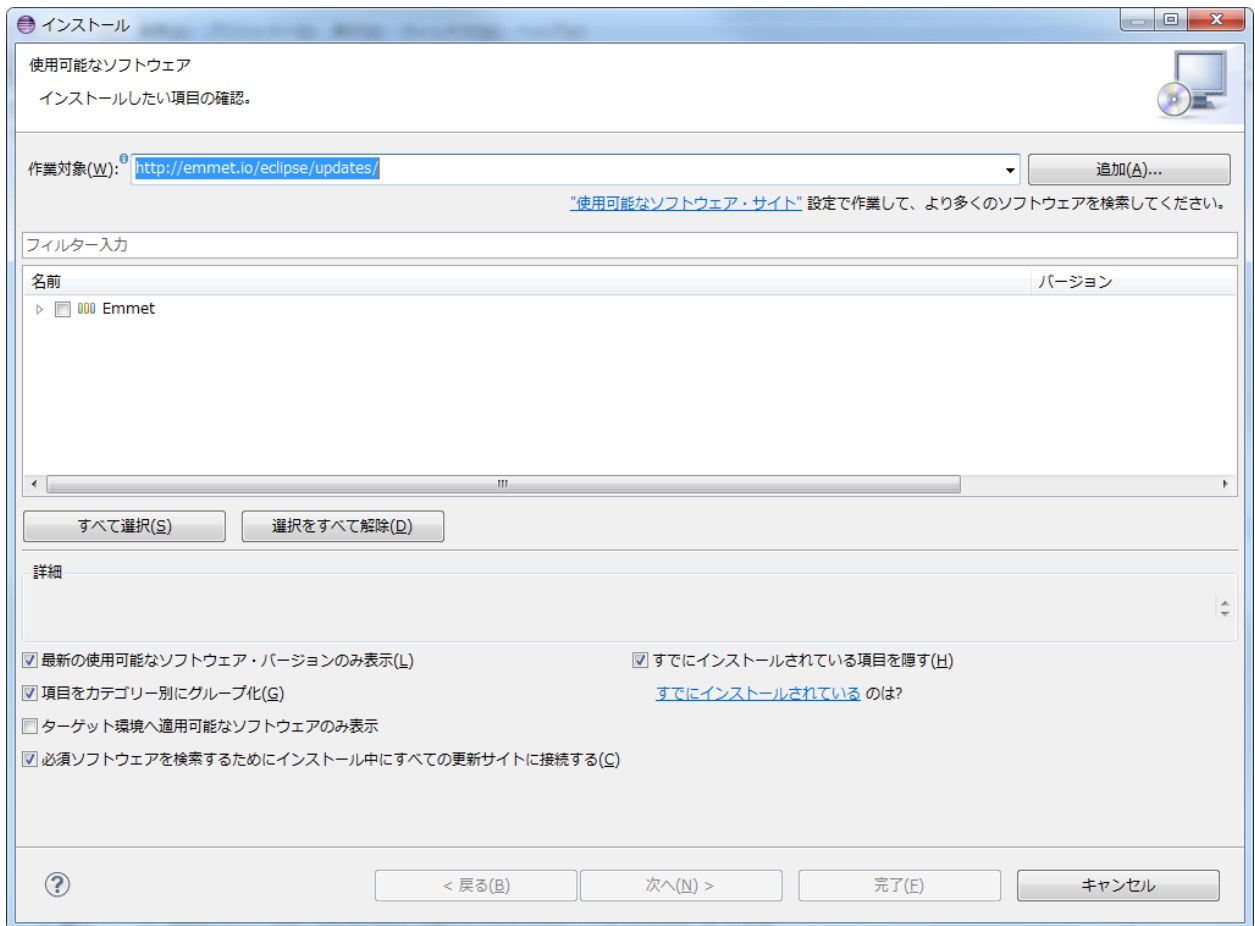 インストール
使用可能なソフトウェア
インストールしたい項目の確認。
作業対象(W): http://emmet.io/eclipse/updates/ 追加(A)...
"使用可能なソフトウェア・サイト" 設定で作業して、より多くのソフトウェアを検索してください。
フィルター入力
名前 バージョン
Emmet
すべて選択(S) 選択をすべて解除(D)
詳細
最新の使用可能なソフトウェア・バージョンのみ表示(L) すでにインストールされている項目を隠す(H)
項目をカテゴリー別にグループ化(G) すでにインストールされている のは?
ターゲット環境へ適用可能なソフトウェアのみ表示
必須ソフトウェアを検索するためにインストール中にすべての更新サイトに接続する(C)
< 戻る(B) 次へ(N) > 完了(F) キャンセル